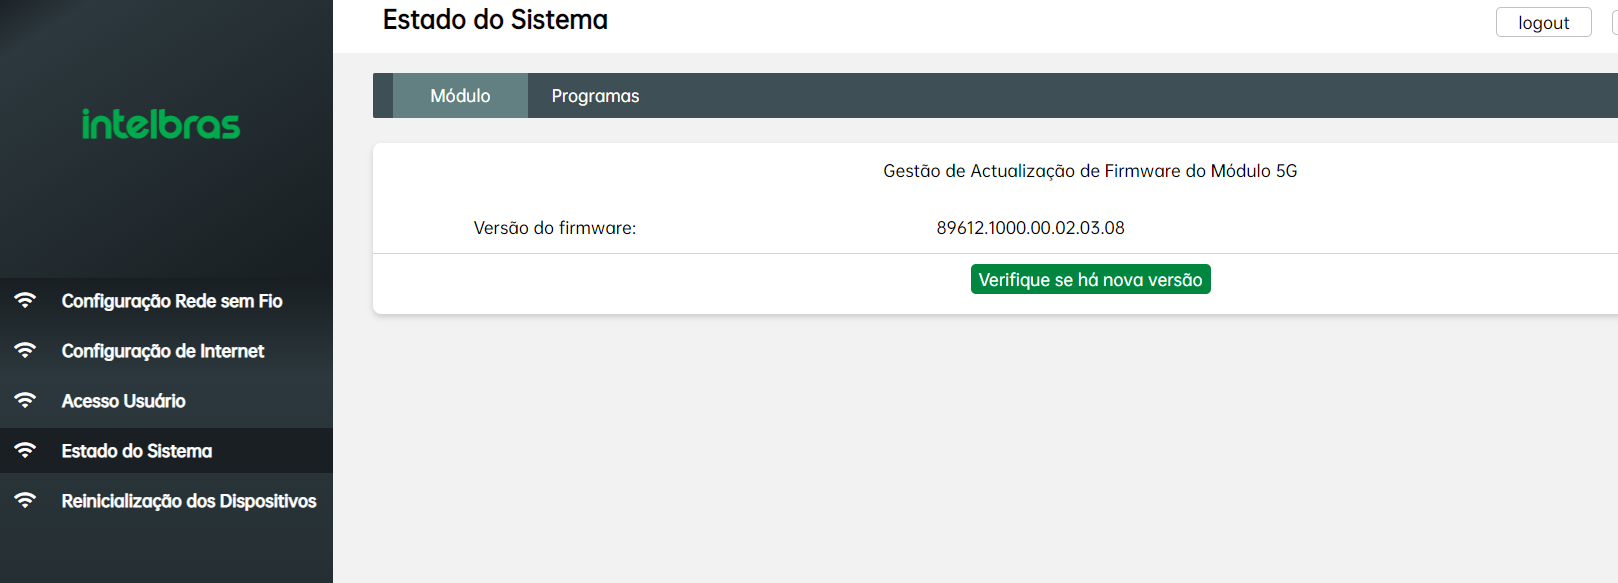 Estado do Sistema
logout
intelbras
Módulo
Programas
Gestão de Actualização de Firmware do Módulo 5G
Versão do firmware: 89612.1000.00.02.03.08
Verifique se há nova versão
Configuração Rede sem Fio
Configuração de Internet
Acesso Usuário
Estado do Sistema
Reinicialização dos Dispositivos